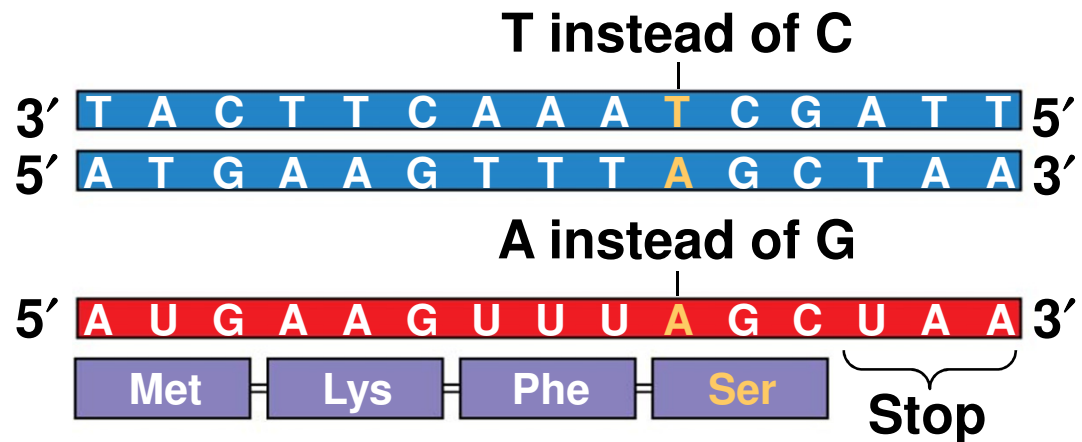 T instead of C
3′ T A C T T C A A A T C G A T T 5′
5′ A T G A A G T T T A G C T A A 3′
A instead of G
5′ A U G A A G U U U A G C U A A 3′
Met Lys Phe Ser
Stop